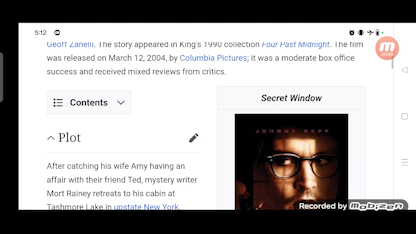 5:12
Geoff Zanelli. The story appeared in King's 1990 collection Four Past Midnight. The film
was released on March 12, 2004, by Columbia Pictures; it was a moderate box office
success and received mixed reviews from critics.
Contents
Secret Window
Plot
JOHNNY DEPP
After catching his wife Amy having an
affair with their friend Ted, mystery writer
Mort Rainey retreats to his cabin at
Tashmore Lake in upstate New York.
Recorded by Mobizen